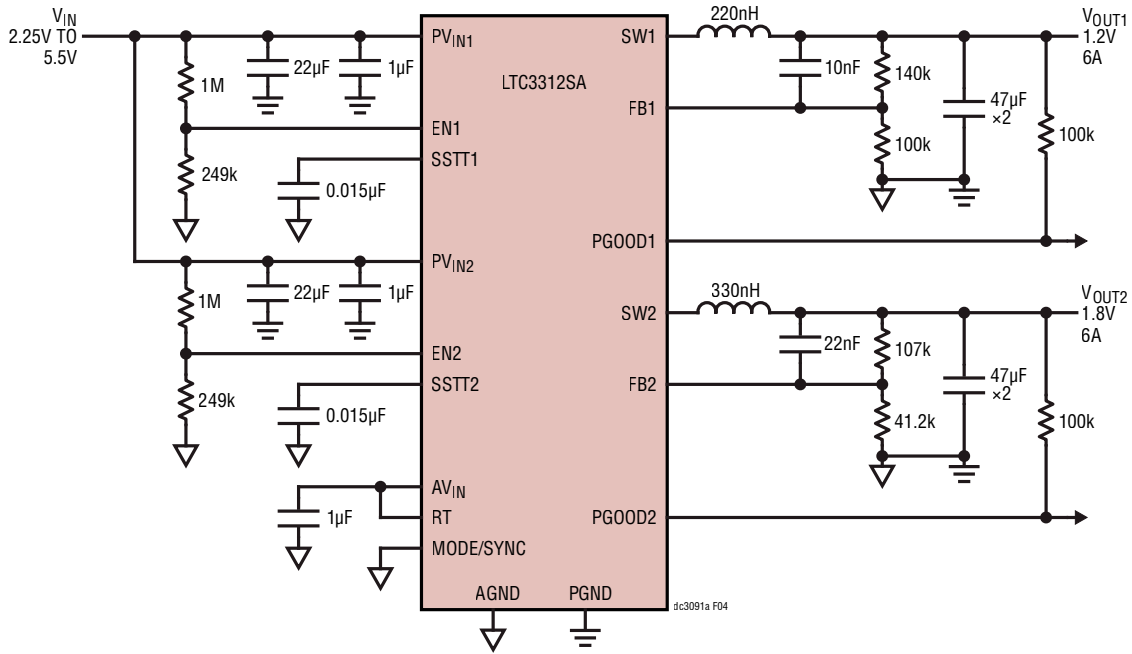 VIN
2.25V TO
5.5V
1M
22µF
1µF
249k
0.015µF
1M
22µF
1µF
249k
0.015µF
1µF
PVIN1
EN1
SSTT1
PVIN2
EN2
SSTT2
AVIN
RT
MODE/SYNC
LTC3312SA
AGND
PGND
SW1
FB1
PGOOD1
SW2
FB2
PGOOD2
220nH
10nF
140k
100k
47µF
×2
100k
VOUT1
1.2V
6A
330nH
22nF
107k
41.2k
47µF
×2
100k
VOUT2
1.8V
6A
dc3091a F04